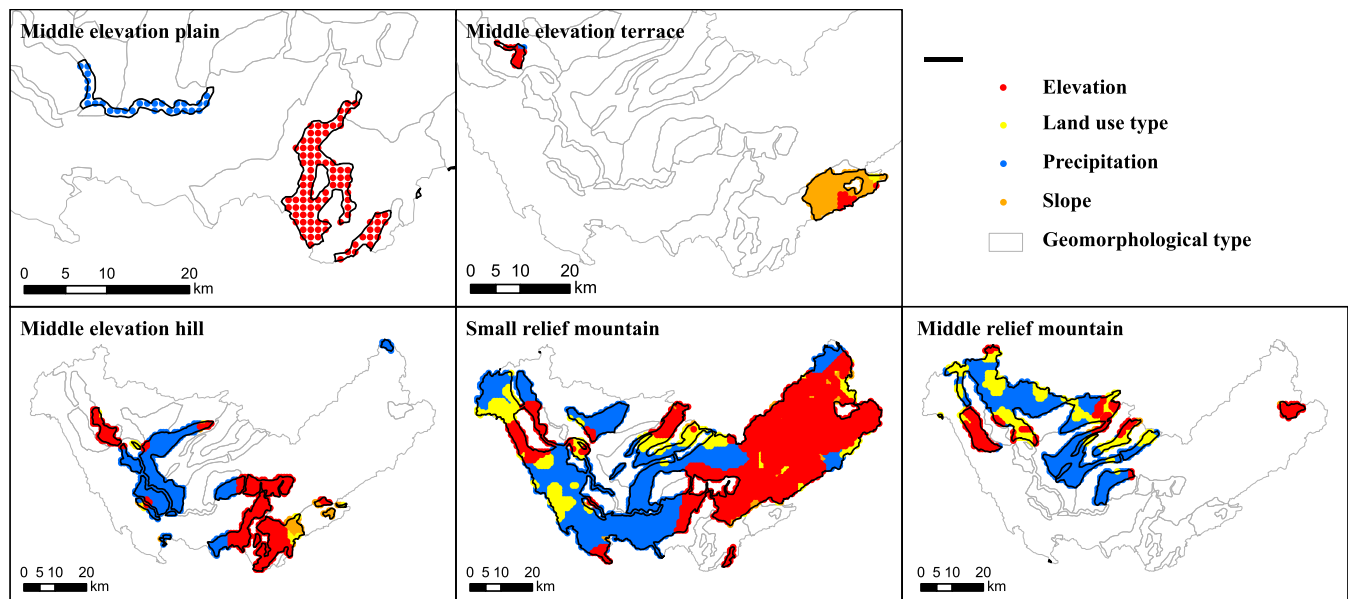 Middle elevation plain
0 5 10 20
km
Middle elevation terrace
0 5 10 20
km
Elevation
Land use type
Precipitation
Slope
Geomorphological type
Middle elevation hill
0 5 10 20
km
Small relief mountain
0 5 10 20
km
Middle relief mountain
0 5 10 20
km